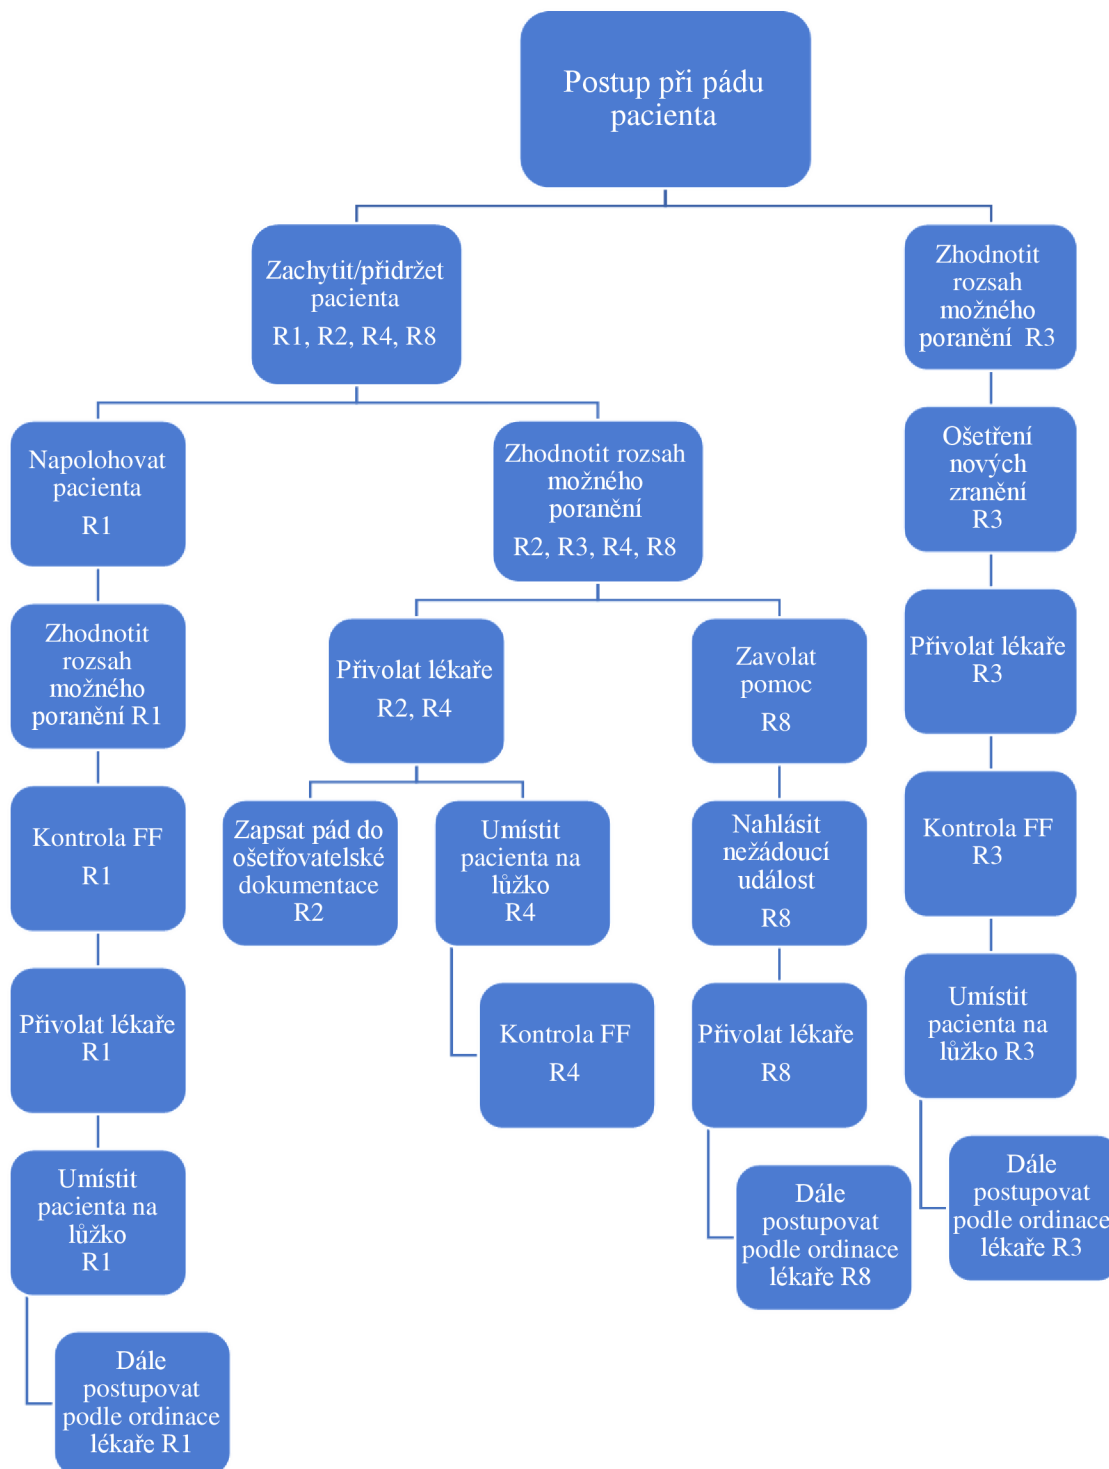 Postup při pádu
pacienta
Zachytit/přidržet
pacienta
R1, R2, R4, R8
Zhodnotit
rozsah
možného
poranění  R3
Napolohovat
pacienta
R1
Zhodnotit rozsah
možného
poranění
R2, R3, R4, R8
Ošetření
nových
zranění
R3
Zhodnotit
rozsah
možného
poranění R1
Přivolat lékaře
R2, R4
Zavolat
pomoc
R8
Přivolat lékaře
R3
Kontrola FF
R1
Zapsat pád do
ošetřovatelské
dokumentace
R2
Umístit
pacienta na
lůžko
R4
Nahlásit
nežádoucí
událost
R8
Kontrola FF
R3
Přivolat lékaře
R1
Kontrola FF
R4
Přivolat lékaře
R8
Umístit
pacienta na
lůžko R3
Umístit
pacienta na
lůžko
R1
Dále
postupovat
podle ordinace
lékaře R8
Dále
postupovat
podle ordinace
lékaře R3
Dále
postupovat
podle ordinace
lékaře R1